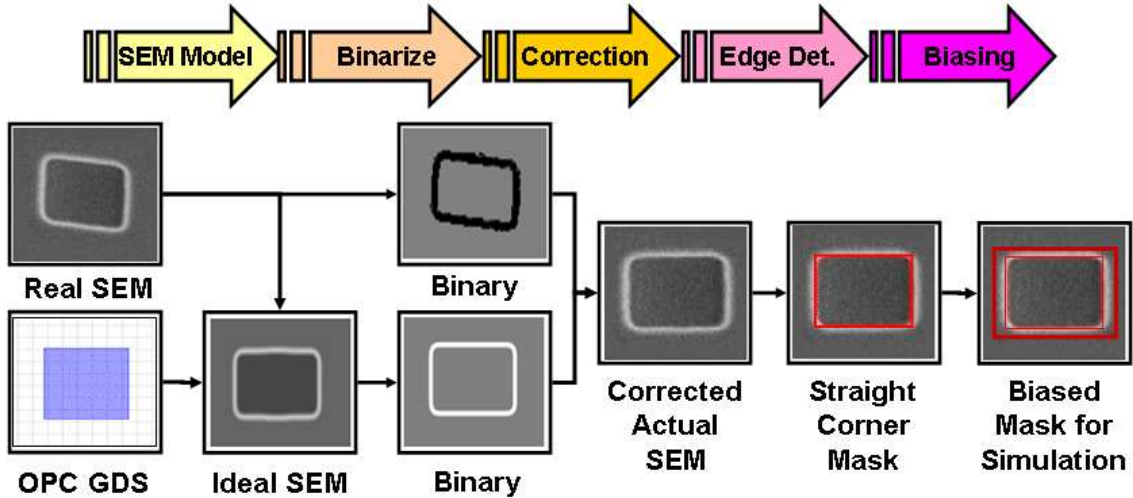 SEM Model
Binarize
Correction
Edge Det.
Biasing
Real SEM
Binary
OPC GDS
Ideal SEM
Binary
Corrected
Actual
SEM
Straight
Corner
Mask
Biased
Mask for
Simulation